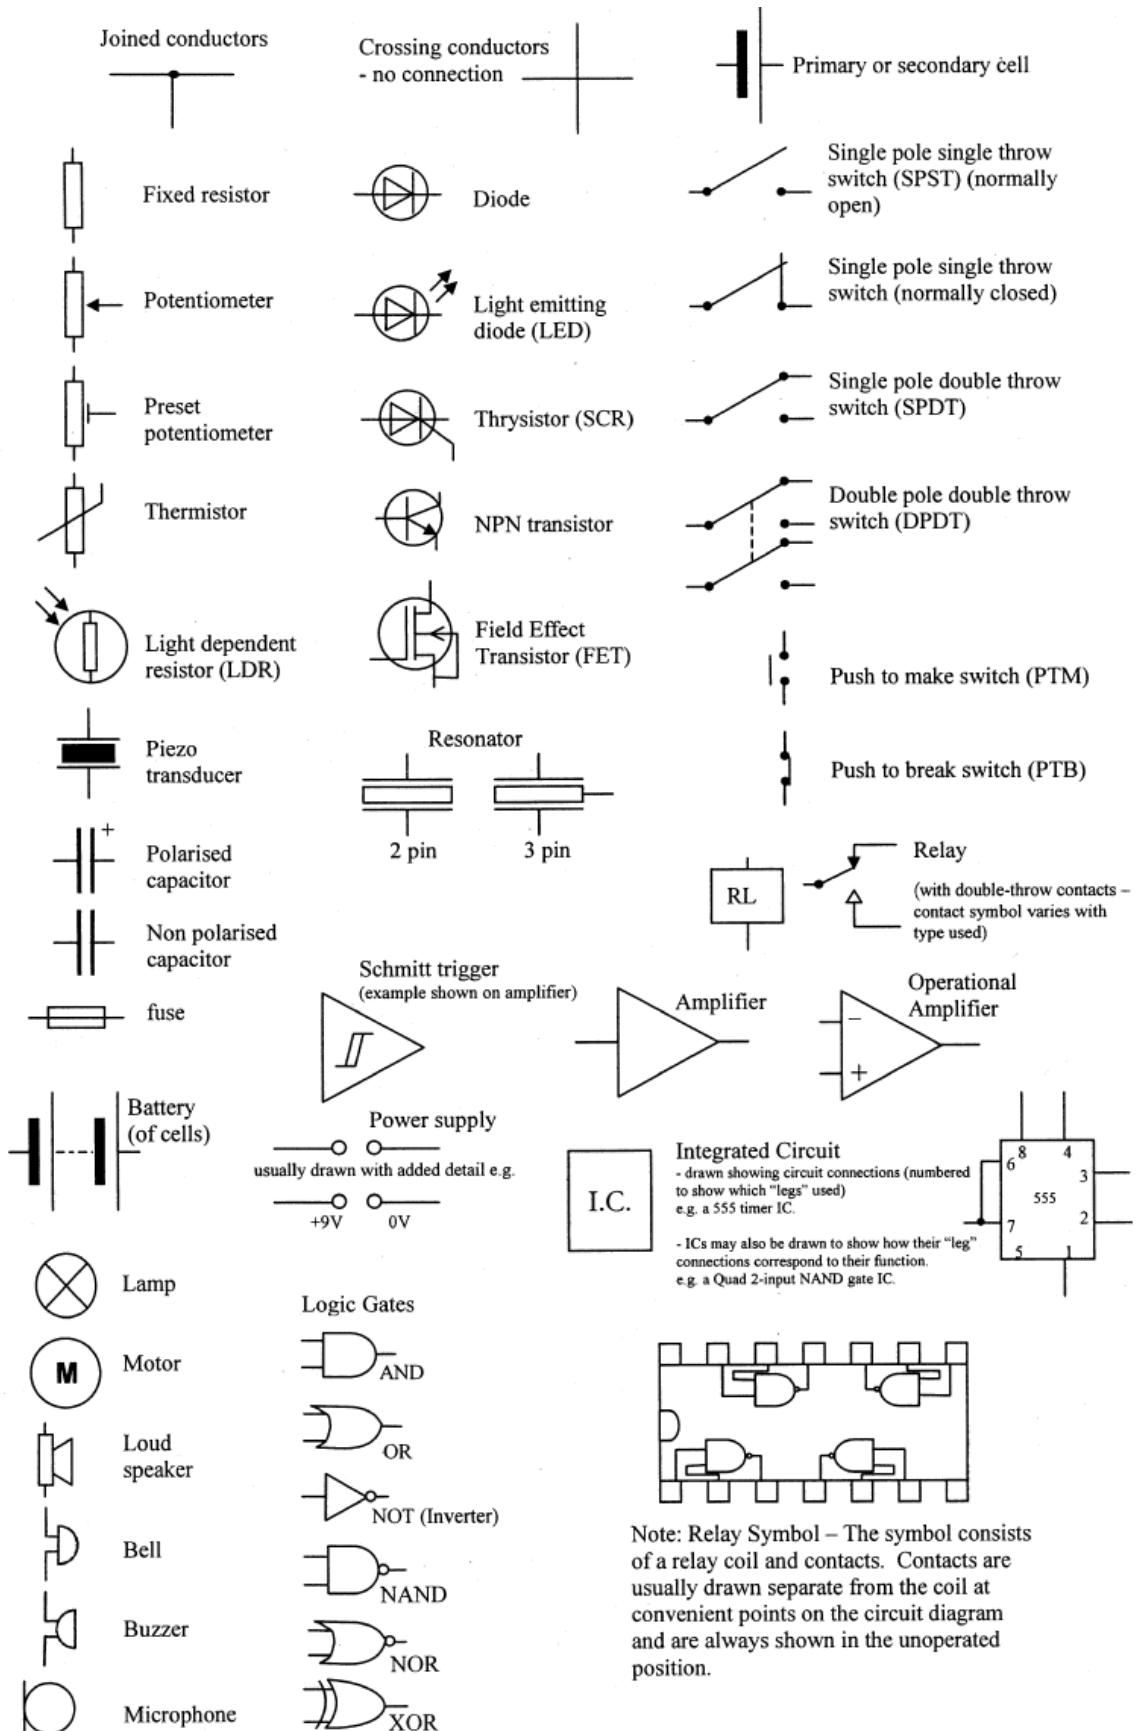 Joined conductors
Crossing conductors
- no connection
Primary or secondary cell
Fixed resistor
Diode
Single pole single throw
switch (SPST) (normally
open)
Potentiometer
Light emitting
diode (LED)
Single pole single throw
switch (normally closed)
Preset
potentiometer
Thrysistor (SCR)
Single pole double throw
switch (SPDT)
Thermistor
NPN transistor
Double pole double throw
switch (DPDT)
Light dependent
resistor (LDR)
Field Effect
Transistor (FET)
Push to make switch (PTM)
Piezo
transducer
Resonator
2 pin
3 pin
Push to break switch (PTB)
+
Polarised
capacitor
RL
Relay
(with double-throw contacts –
contact symbol varies with
type used)
Non polarised
capacitor
fuse
Schmitt trigger
(example shown on amplifier)
Amplifier
Operational
Amplifier
−
+
Battery
(of cells)
Power supply
usually drawn with added detail e.g.
+9V
0V
I.C.
Integrated Circuit
- drawn showing circuit connections (numbered
to show which “legs” used)
e.g. a 555 timer IC.
- ICs may also be drawn to show how their “leg”
connections correspond to their function.
e.g. a Quad 2-input NAND gate IC.
8
4
6
3
555
7
2
5
1
Lamp
M
Motor
Loud
speaker
Bell
Buzzer
Microphone
Logic Gates
AND
OR
NOT (Inverter)
NAND
NOR
XOR
Note: Relay Symbol – The symbol consists
of a relay coil and contacts. Contacts are
usually drawn separate from the coil at
convenient points on the circuit diagram
and are always shown in the unoperated
position.